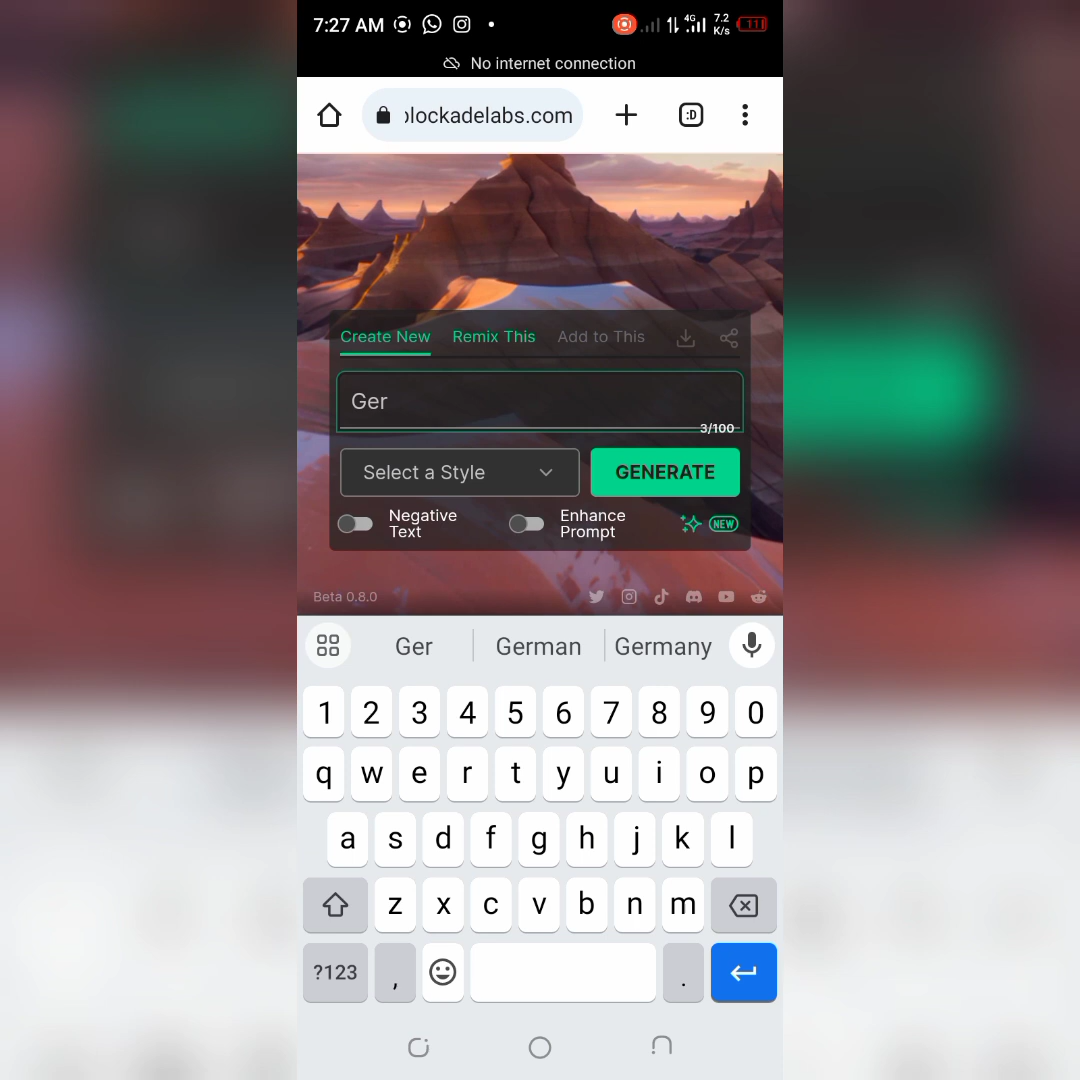 7:27 AM
4G
7.2
K/s
11
No internet connection
lockadelabs.com
:D
Create New
Remix This
Add to This
Ger
3/100
Select a Style
GENERATE
Negative
Text
Enhance
Prompt
NEW
Beta 0.8.0
Ger
German
Germany
1 2 3 4 5 6 7 8 9 0
q w e r t y u i o p
a s d f g h j k l
z x c v b n m
?123 , .